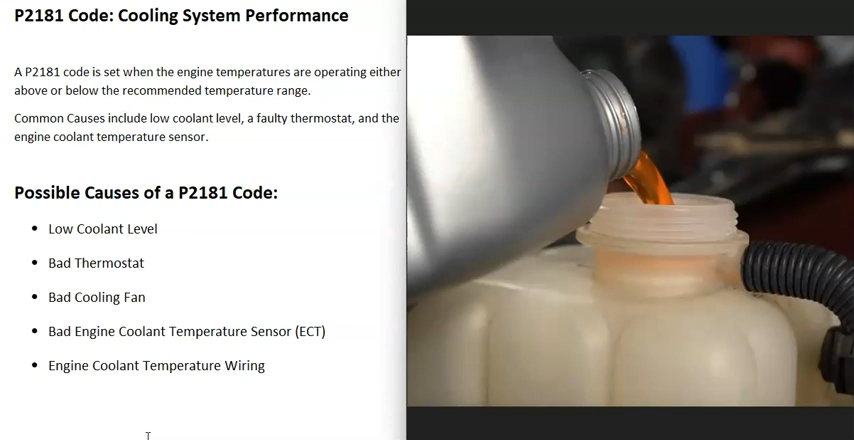 P2181 Code: Cooling System Performance
A P2181 code is set when the engine temperatures are operating either
above or below the recommended temperature range.
Common Causes include low coolant level, a faulty thermostat, and the
engine coolant temperature sensor.
Possible Causes of a P2181 Code:
• Low Coolant Level
• Bad Thermostat
• Bad Cooling Fan
• Bad Engine Coolant Temperature Sensor (ECT)
• Engine Coolant Temperature Wiring